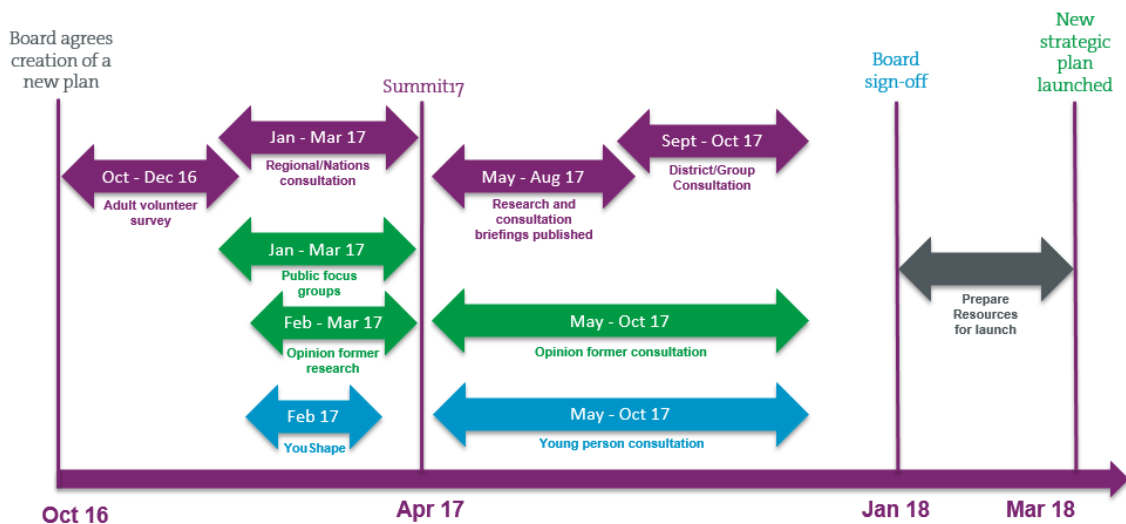 Board agrees
creation of a
new plan
Summit17
Board
sign-off
New
strategic
plan
launched
Jan - Mar 17
Regional/Nations
consultation
Oct - Dec 16
Adult volunteer
survey
Sept - Oct 17
District/Group
Consultation
May - Aug 17
Research and
consultation
briefings published
Jan - Mar 17
Public focus
groups
Feb - Mar 17
Opinion former
research
May - Oct 17
Opinion former consultation
Prepare
Resources
for launch
Feb 17
YouShape
May - Oct 17
Young person consultation
Oct 16
Apr 17
Jan 18
Mar 18